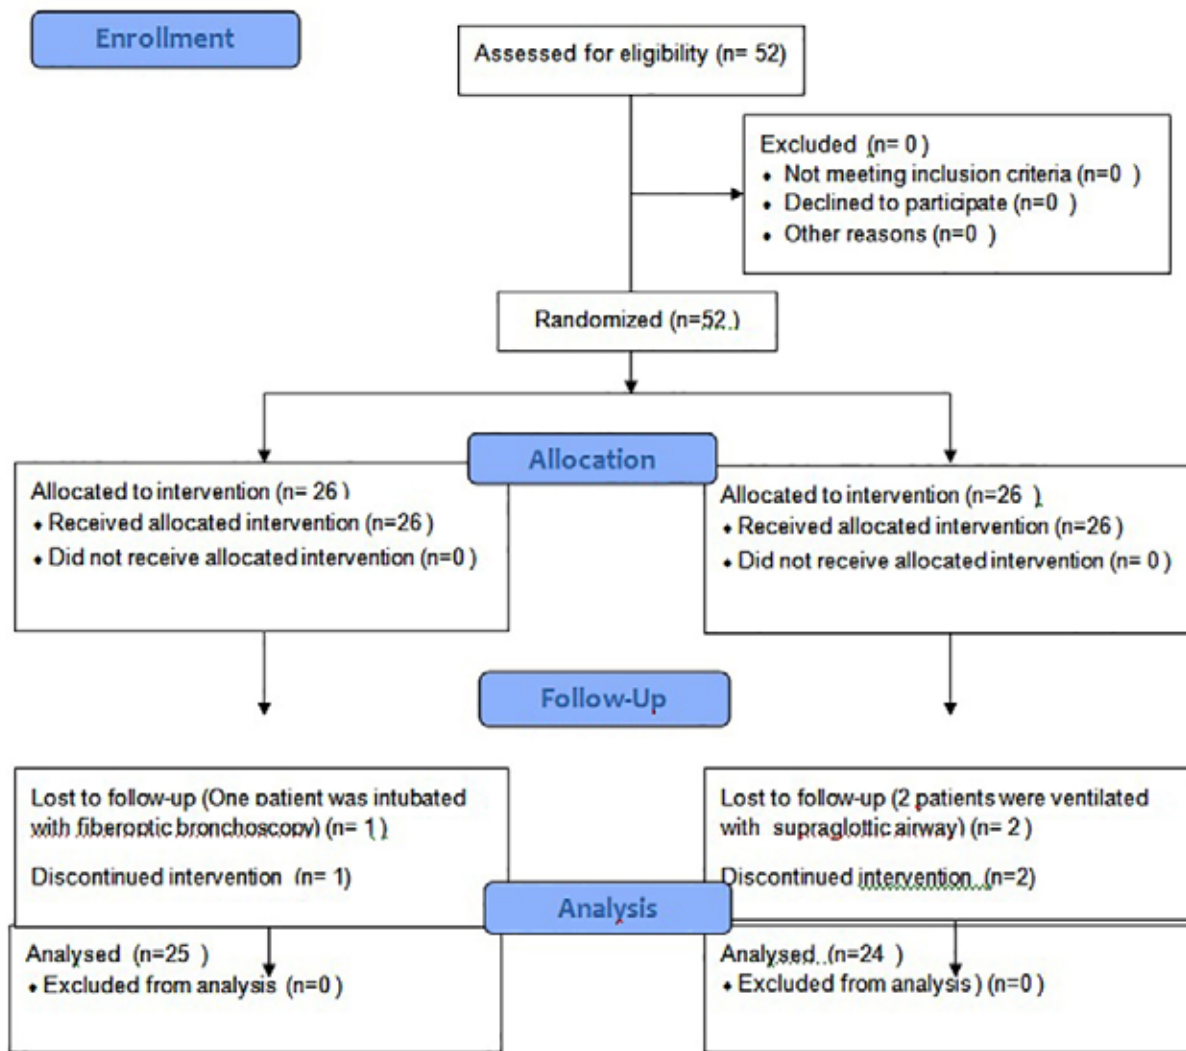 Enrollment
Assessed for eligibility (n= 52)
Excluded (n= 0)
• Not meeting inclusion criteria (n=0 )
• Declined to participate (n=0 )
• Other reasons (n=0 )
Randomized (n=52 )
Allocation
Allocated to intervention (n= 26)
♦ Received allocated intervention (n=26 )
♦ Did not receive allocated intervention (n=0 )
Allocated to intervention (n=26 )
♦ Received allocated intervention (n=26 )
♦ Did not receive allocated intervention (n= 0 )
Follow-Up
Lost to follow-up (One patient was intubated
with fiberoptic bronchoscopy) (n= 1 )
Discontinued intervention (n= 1)
Lost to follow-up (2 patients were ventilated
with supraglottic airway) (n= 2 )
Discontinued intervention (n=2)
Analysis
Analysed (n=25 )
♦ Excluded from analysis (n=0 )
Analysed (n=24 )
♦ Excluded from analysis ) (n=0 )